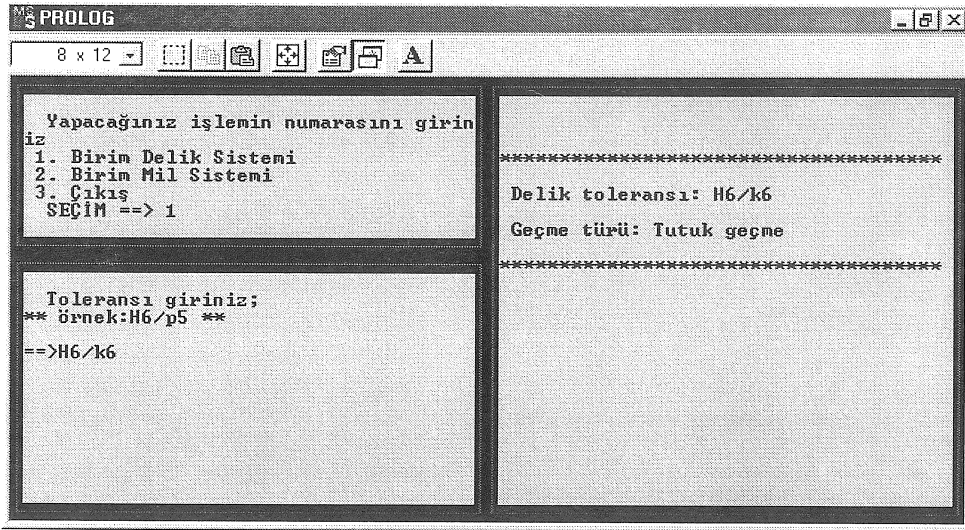 MS PROLOG
8 x 12 A
Yapacağınız işlemin numarasını girin
iz
1. Birim Delik Sistemi
2. Birim Mil Sistemi
3. Çıkış
SEÇİM ==> 1
Toleransı giriniz;
** örnek:H6/p5 **
==>H6/k6
*************************************
Delik toleransı: H6/k6
Geçme türü: Tutuk geçme
*************************************